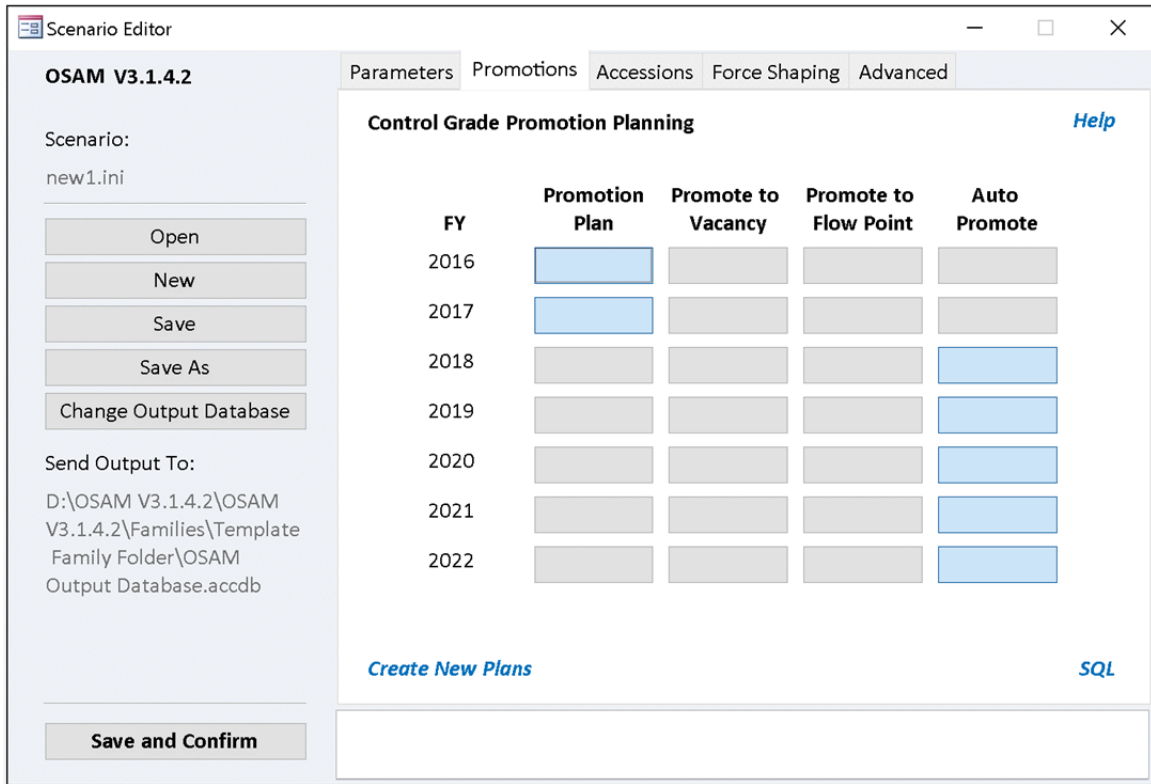 Scenario Editor
OSAM V3.1.4.2
Scenario:
new1.ini
Open
New
Save
Save As
Change Output Database
Send Output To:
D:\OSAM V3.1.4.2\OSAM
V3.1.4.2\Families\Template
Family Folder\OSAM
Output Database.accdb
Save and Confirm
Parameters Promotions Accessions Force Shaping Advanced
Control Grade Promotion Planning Help
Promotion Promote to Promote to Auto
FY Plan Vacancy Flow Point Promote
2016
2017
2018
2019
2020
2021
2022
Create New Plans SQL